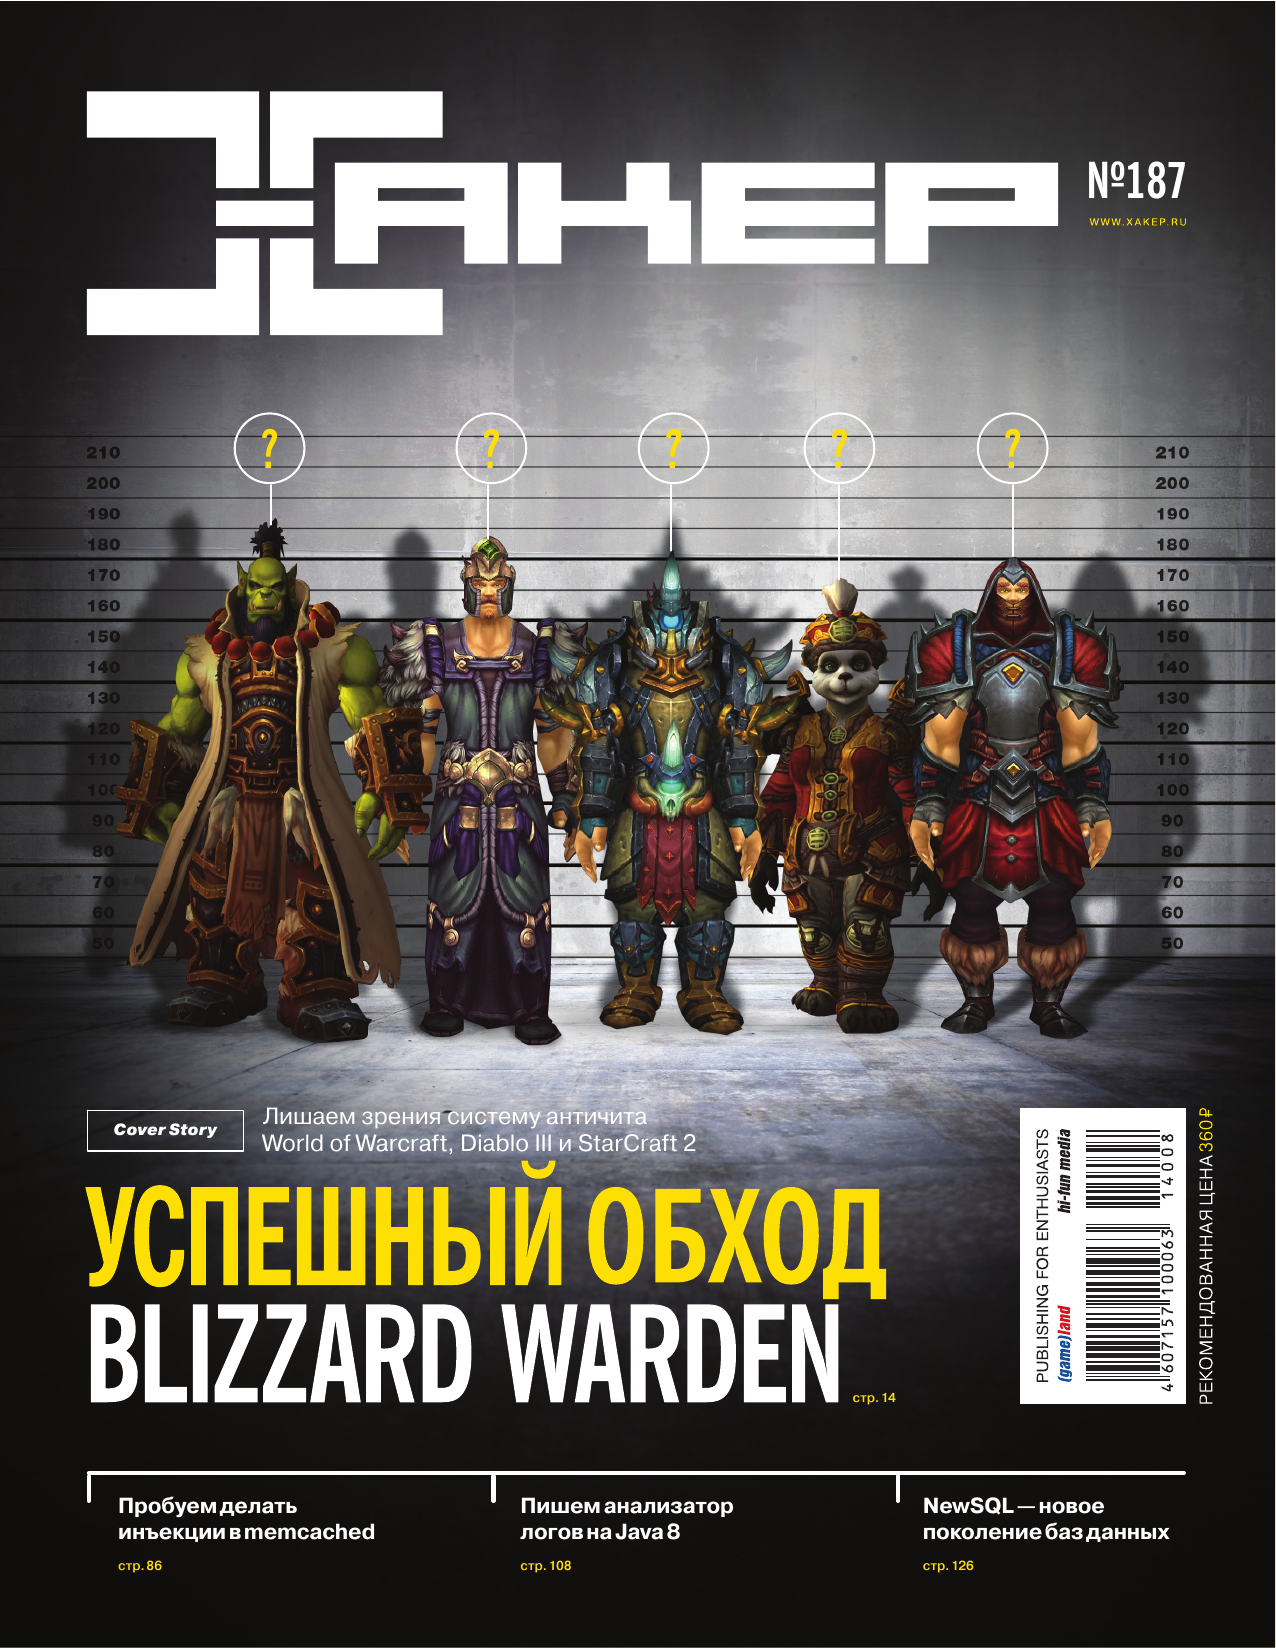 ХАКЕР
№187
WWW.XAKEP.RU
? ? ? ? ?
210 210
200 200
190 190
180 180
170 170
160 160
150 150
140 140
130 130
120 120
110 110
100 100
90 90
80 80
70 70
60 60
50 50
Cover Story
Лишаем зрения систему античита
World of Warcraft, Diablo III и StarCraft 2
УСПЕШНЫЙ ОБХОД
BLIZZARD WARDEN
стр. 14
PUBLISHING FOR ENTHUSIASTS
(game)land hi-fun media
4 607157 100063 14008
РЕКОМЕНДОВАННАЯ ЦЕНА 360₽
Пробуем делать
инъекции в memcached
стр. 86
Пишем анализатор
логов на Java 8
стр. 108
NewSQL — новое
поколение баз данных
стр. 126